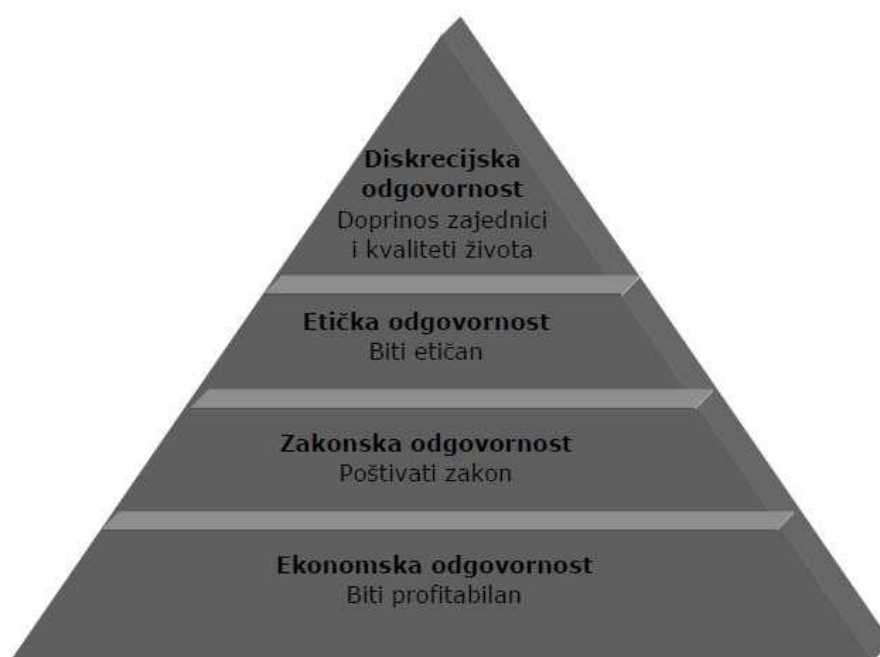 Diskrecijska
odgovornost
Doprinos zajednici
i kvaliteti života
Etička odgovornost
Biti etičan
Zakonska odgovornost
Poštivati zakon
Ekonomska odgovornost
Biti profitabilan